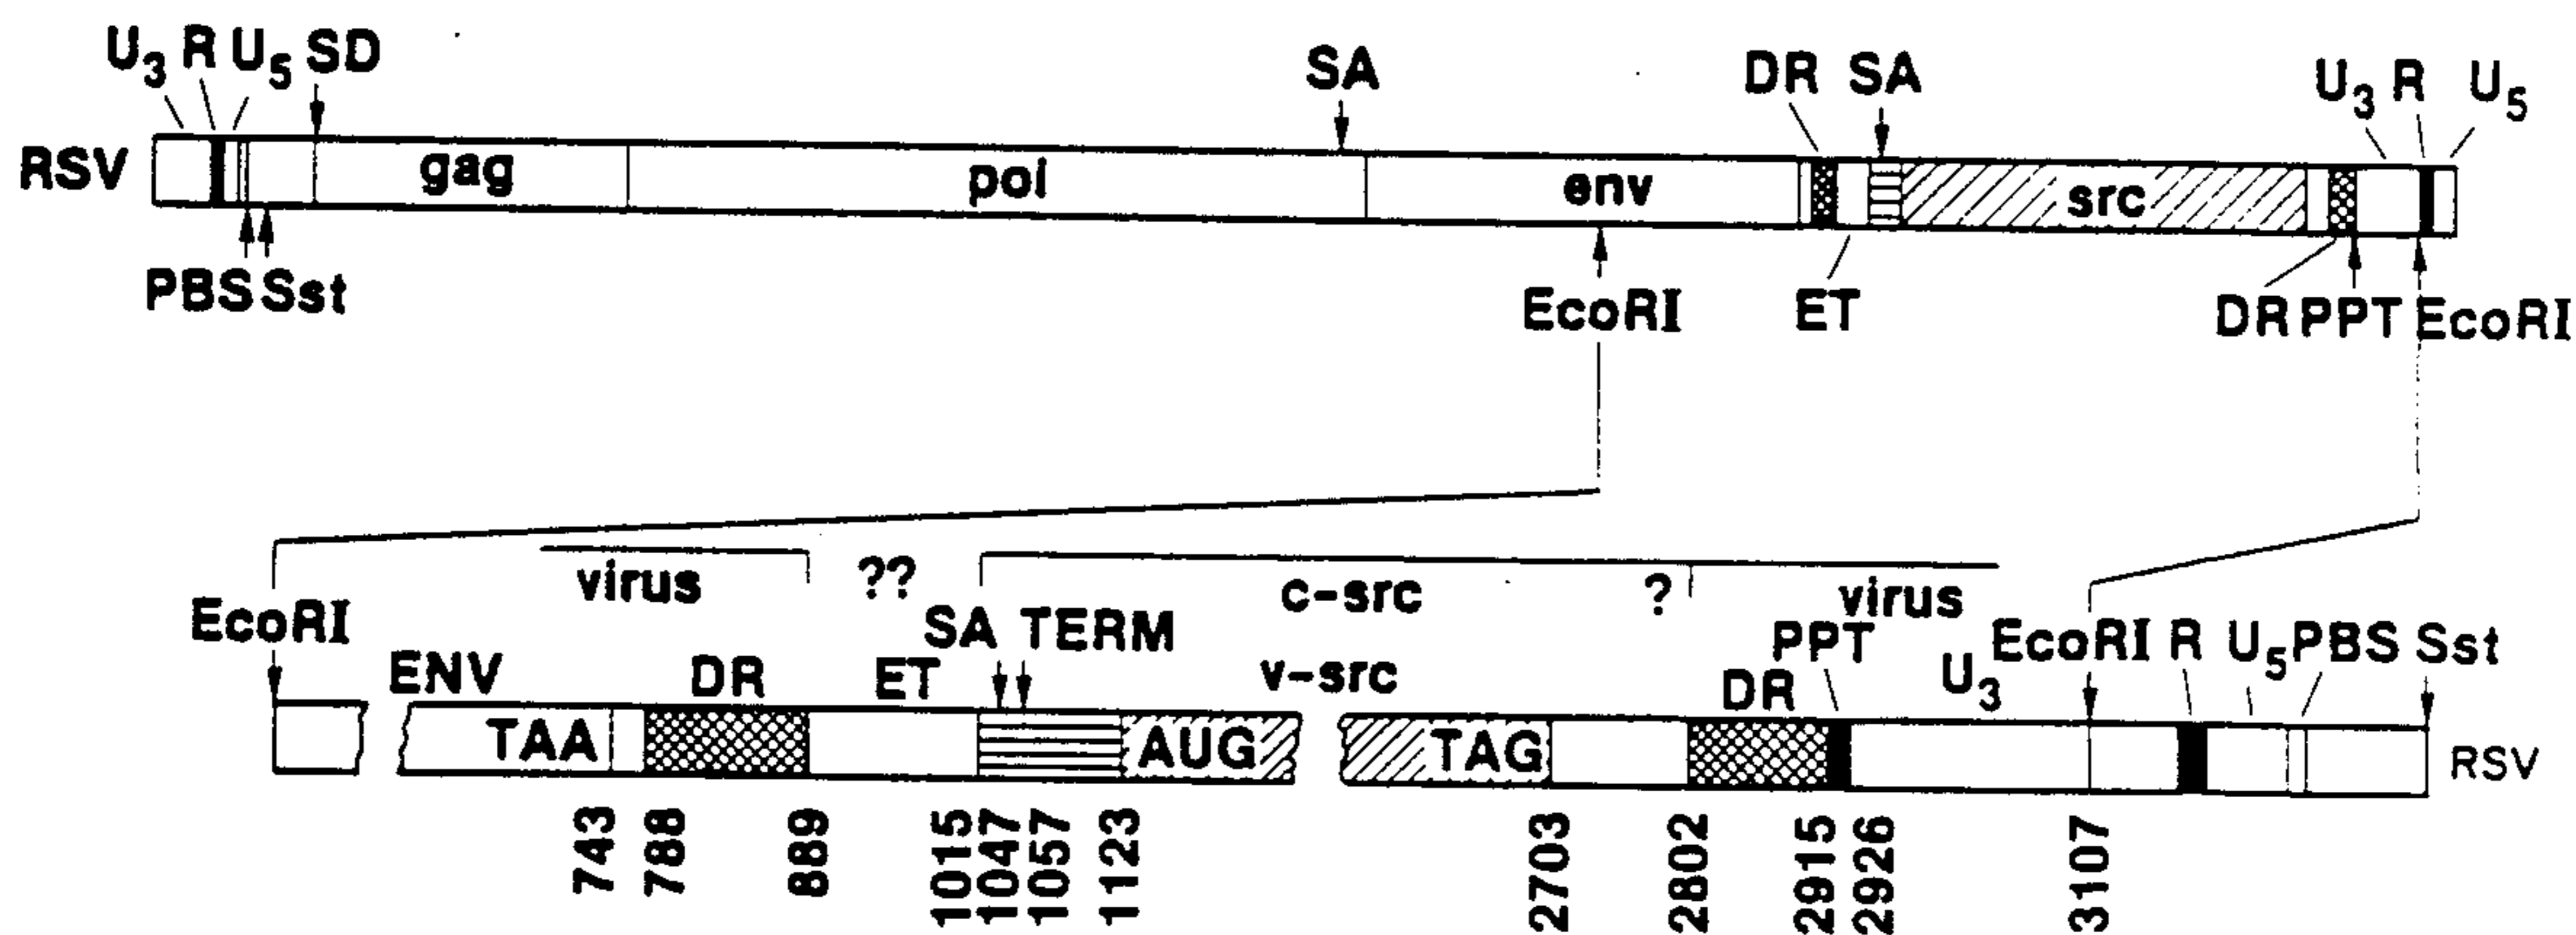 U3 R U5 SD SA DR SA U3 R U5
RSV gag pol env src
PBS Sst EcoRI ET DR PPT EcoRI
virus ?? c-src ? virus
EcoRI SA TERM PPT EcoRI R U5 PBS Sst
ENV DR ET v-src DR U3
TAA AUG TAG RSV
743 788 889 1015 1047 1057 1123 2703 2802 2915 2926 3107